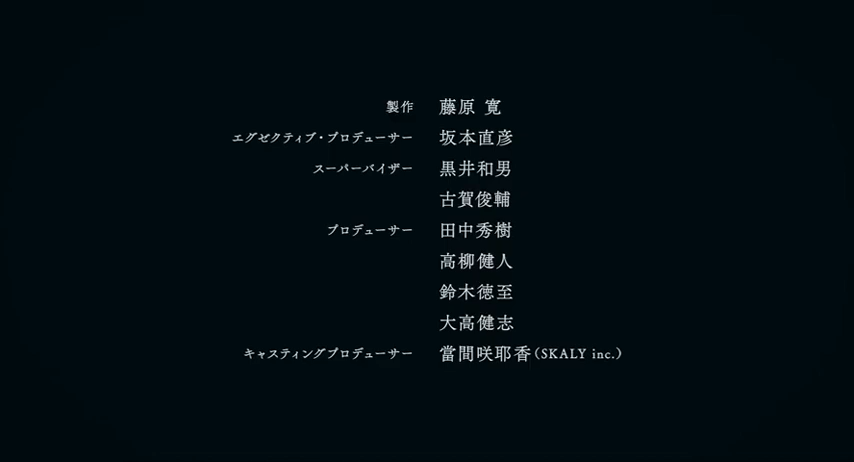 製作 藤原 寛
エグゼクティブ・プロデューサー 坂本直彦
スーパーバイザー 黒井和男
古賀俊輔
プロデューサー 田中秀樹
高柳健人
鈴木徳至
大高健志
キャスティングプロデューサー 當間咲耶香(SKALY inc.)